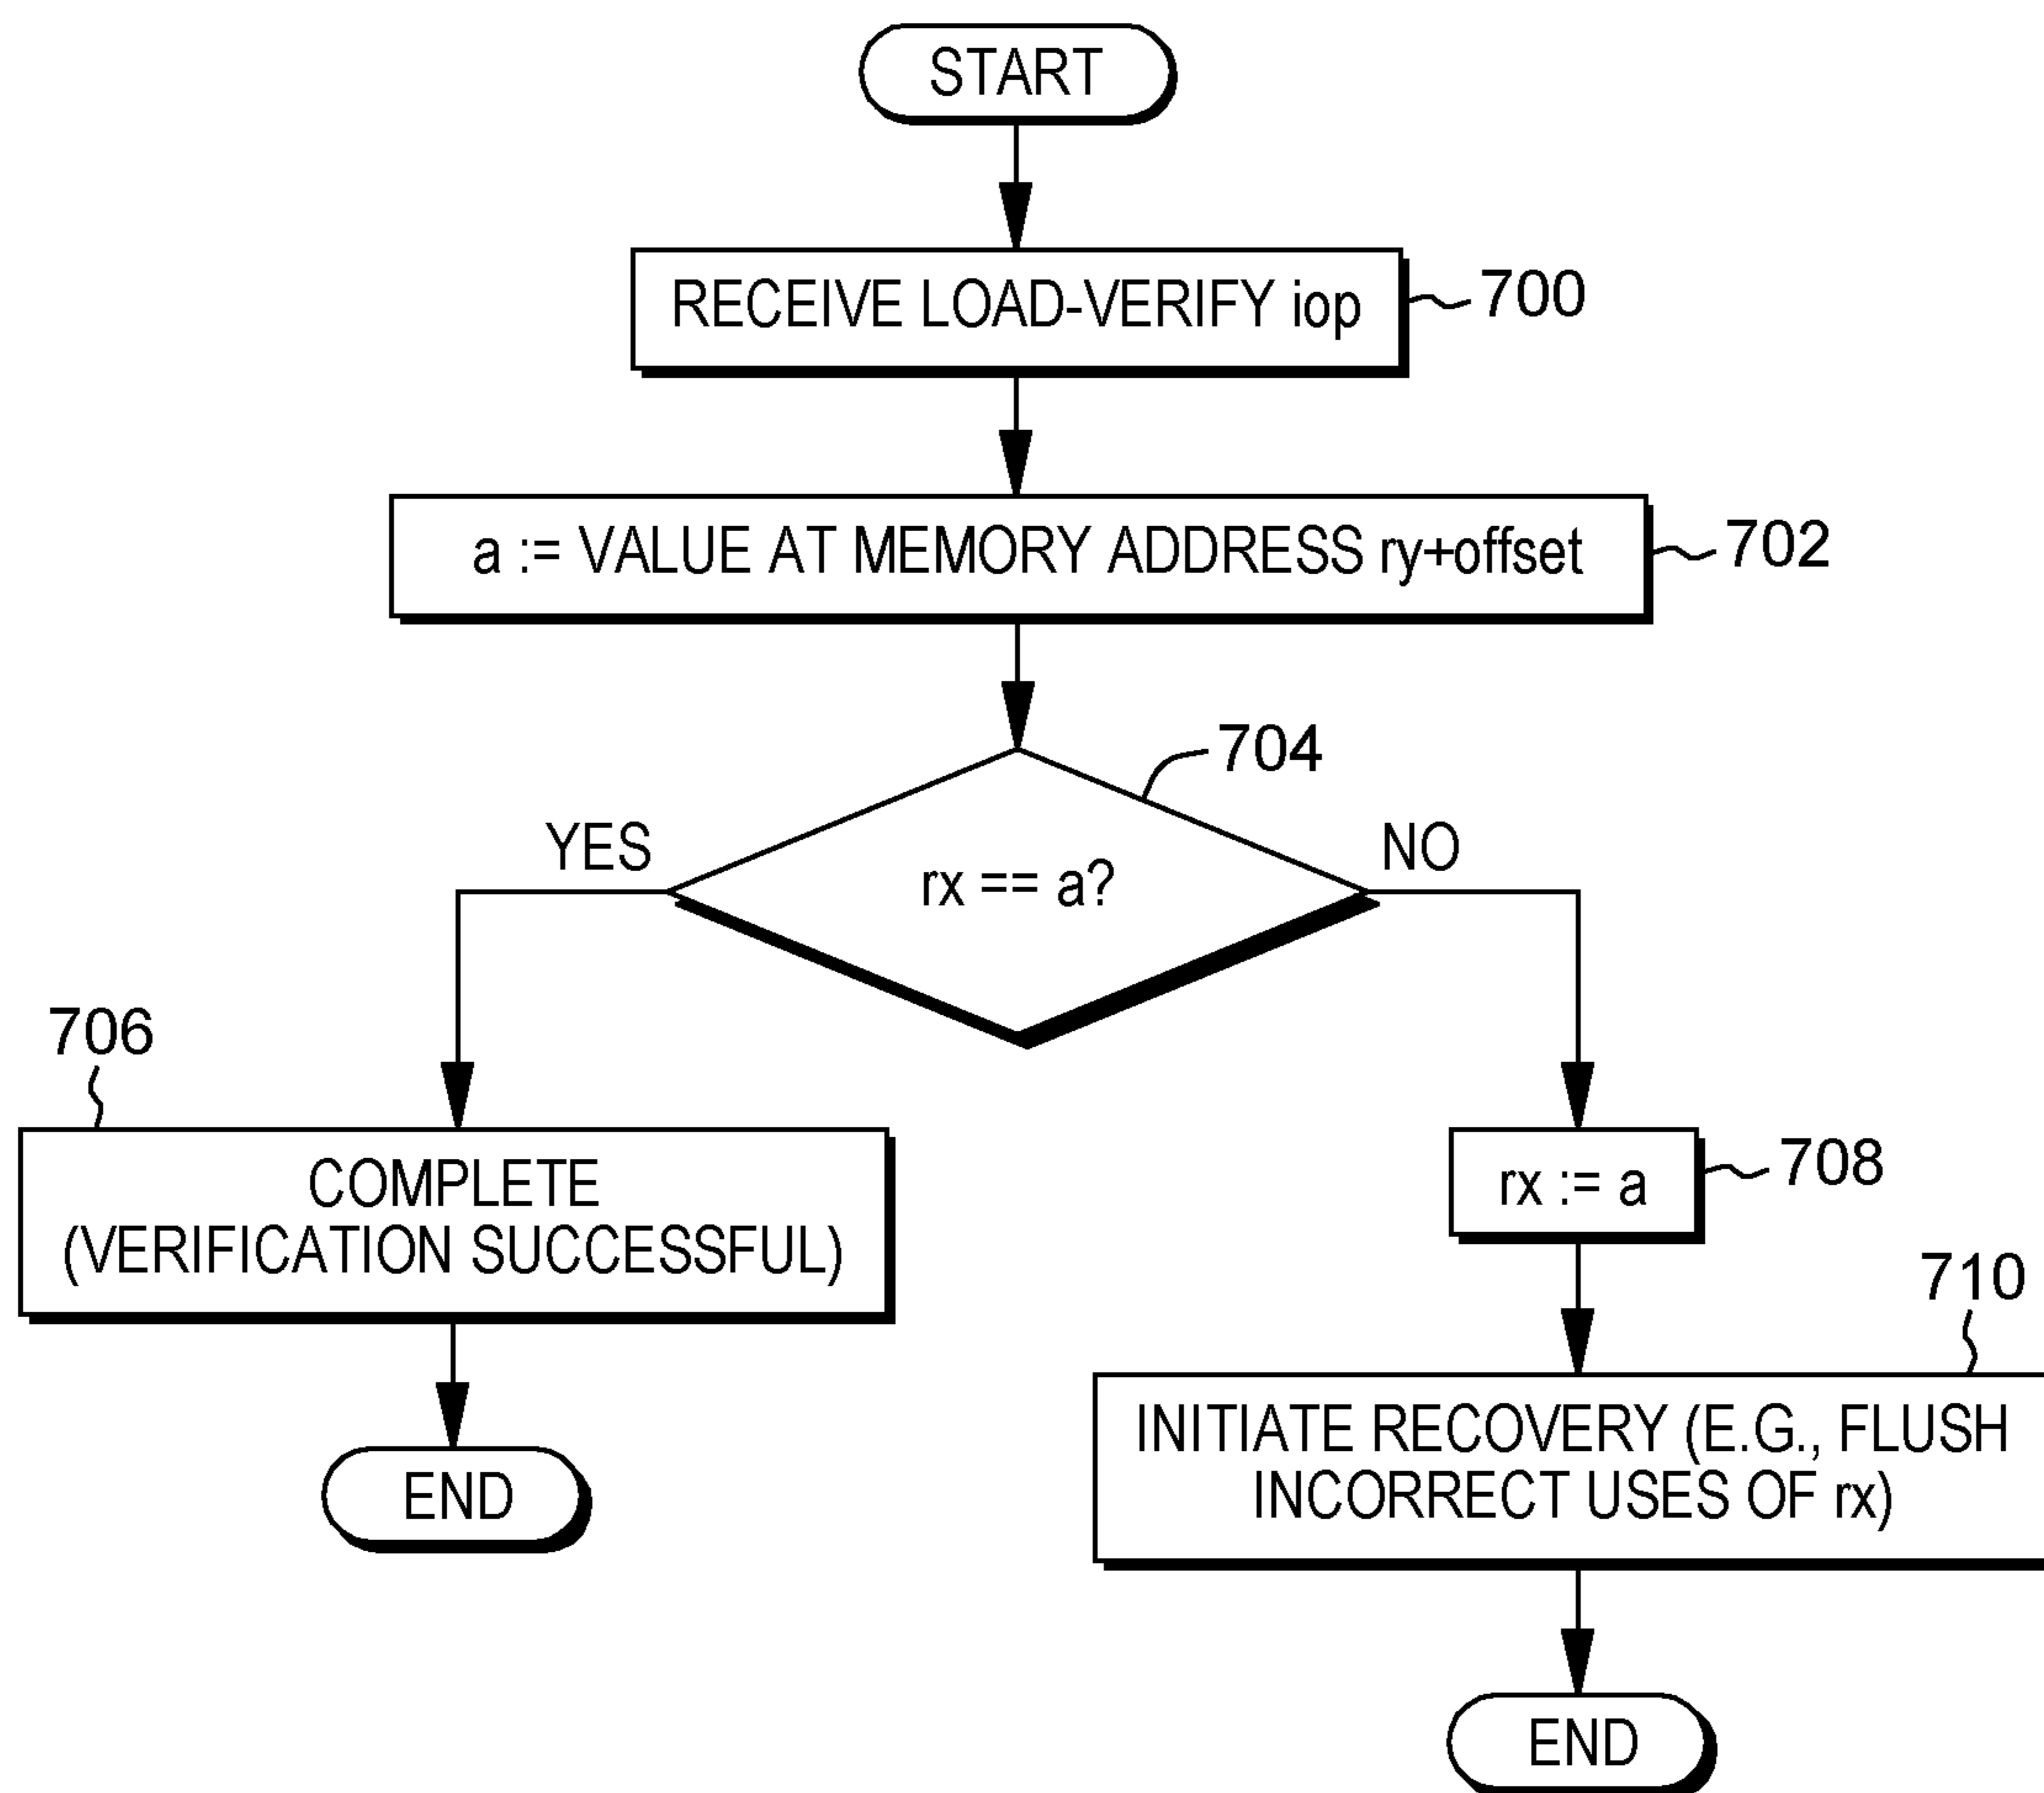 START
RECEIVE LOAD-VERIFY iop
700
a := VALUE AT MEMORY ADDRESS ry+offset
702
704
YES
rx == a?
NO
706
COMPLETE
(VERIFICATION SUCCESSFUL)
END
rx := a
708
710
INITIATE RECOVERY (E.G., FLUSH
INCORRECT USES OF rx)
END